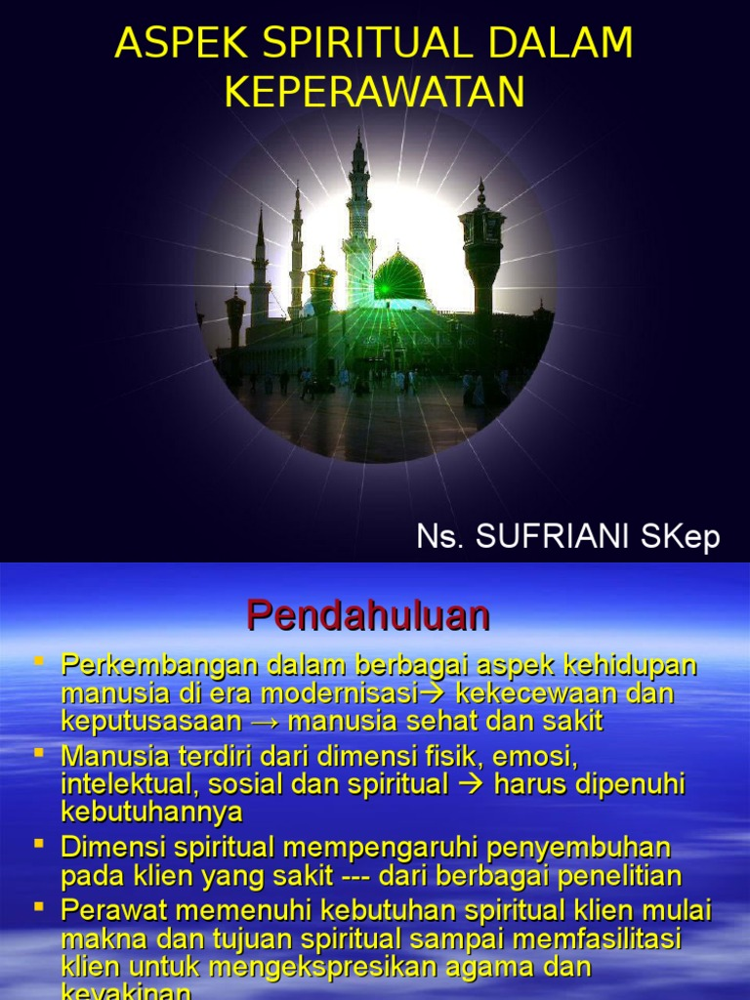 ASPEK SPIRITUAL DALAM
KEPERAWATAN
Ns. SUFRIANI SKep
Pendahuluan
▪ Perkembangan dalam berbagai aspek kehidupan
manusia di era modernisasi→ kekecewaan dan
keputusasaan → manusia sehat dan sakit
▪ Manusia terdiri dari dimensi fisik, emosi,
intelektual, sosial dan spiritual → harus dipenuhi
kebutuhannya
▪ Dimensi spiritual mempengaruhi penyembuhan
pada klien yang sakit --- dari berbagai penelitian
▪ Perawat memenuhi kebutuhan spiritual klien mulai
makna dan tujuan spiritual sampai memfasilitasi
klien untuk mengekspresikan agama dan
keyakinan